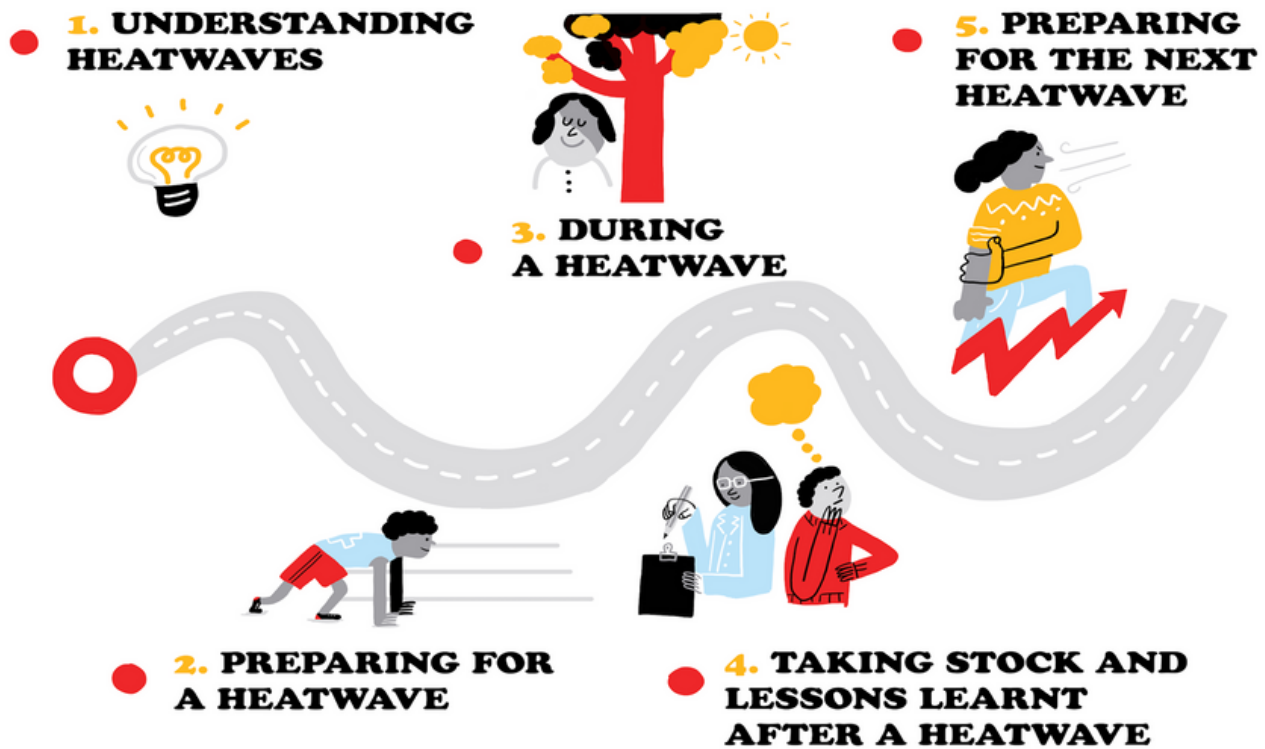 1. UNDERSTANDING
HEATWAVES
2. PREPARING FOR
A HEATWAVE
3. DURING
A HEATWAVE
4. TAKING STOCK AND
LESSONS LEARNT
AFTER A HEATWAVE
5. PREPARING
FOR THE NEXT
HEATWAVE